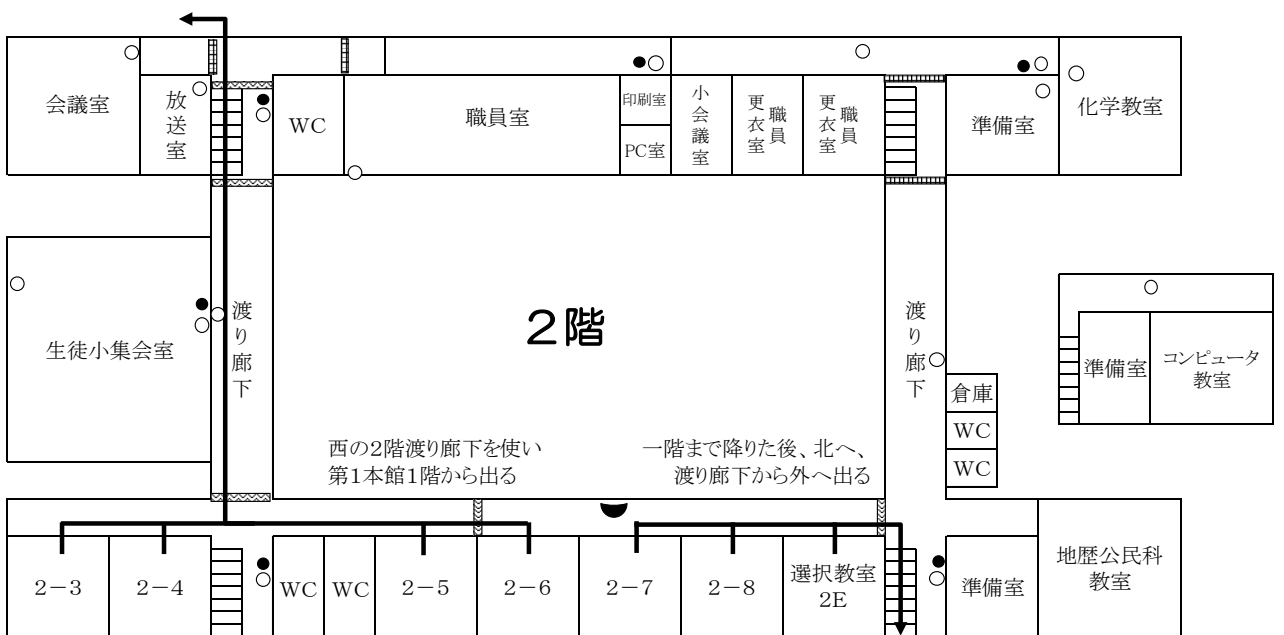 会議室
放送室
WC
職員室
印刷室
PC室
小会議室
職員
更衣室
職員
更衣室
準備室
化学教室
生徒小集会室
渡り廊下
2階
渡り廊下
倉庫
WC
WC
準備室
コンピュータ
教室
西の2階渡り廊下を使い
第1本館1階から出る
一階まで降りた後、北へ、
渡り廊下から外へ出る
2-3
2-4
WC
WC
2-5
2-6
2-7
2-8
選択教室
2E
準備室
地歴公民科
教室